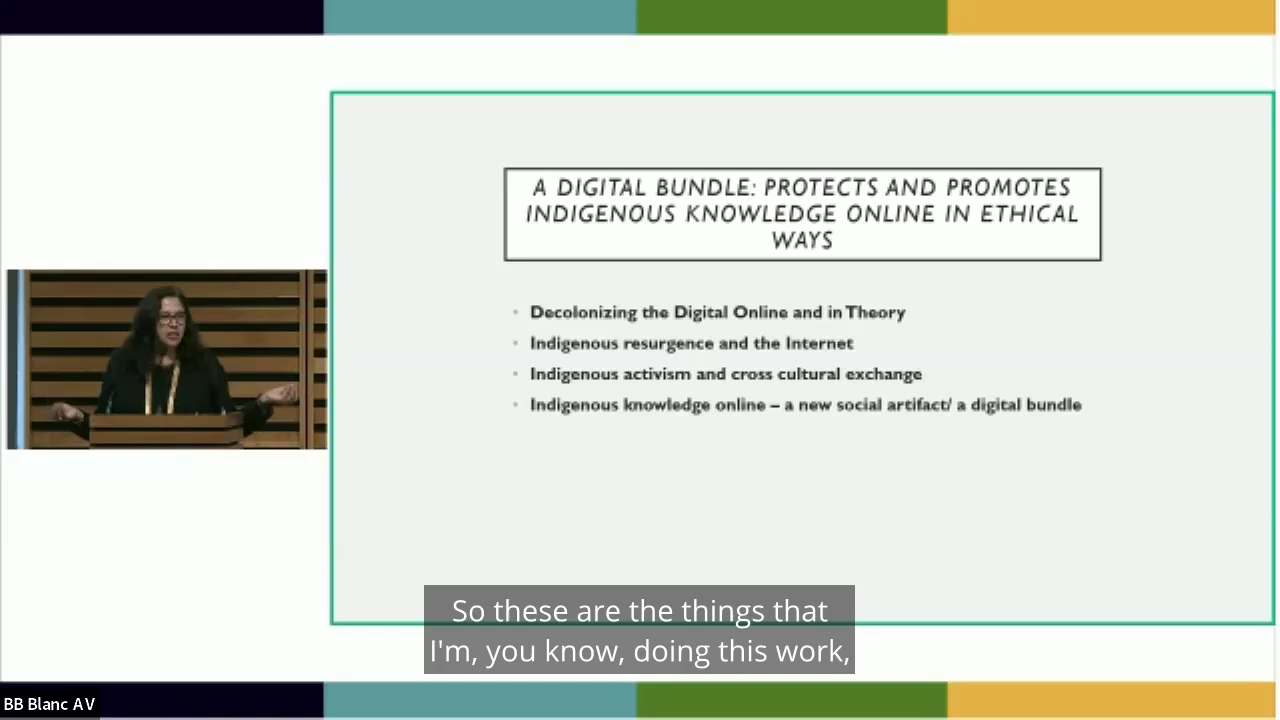 A DIGITAL BUNDLE: PROTECTS AND PROMOTES
INDIGENOUS KNOWLEDGE ONLINE IN ETHICAL
WAYS
Decolonizing the Digital Online and in Theory
Indigenous resurgence and the Internet
Indigenous activism and cross cultural exchange
Indigenous knowledge online – a new social artifact/ a digital bundle
So these are the things that
I'm, you know, doing this work,
BB Blanc AV